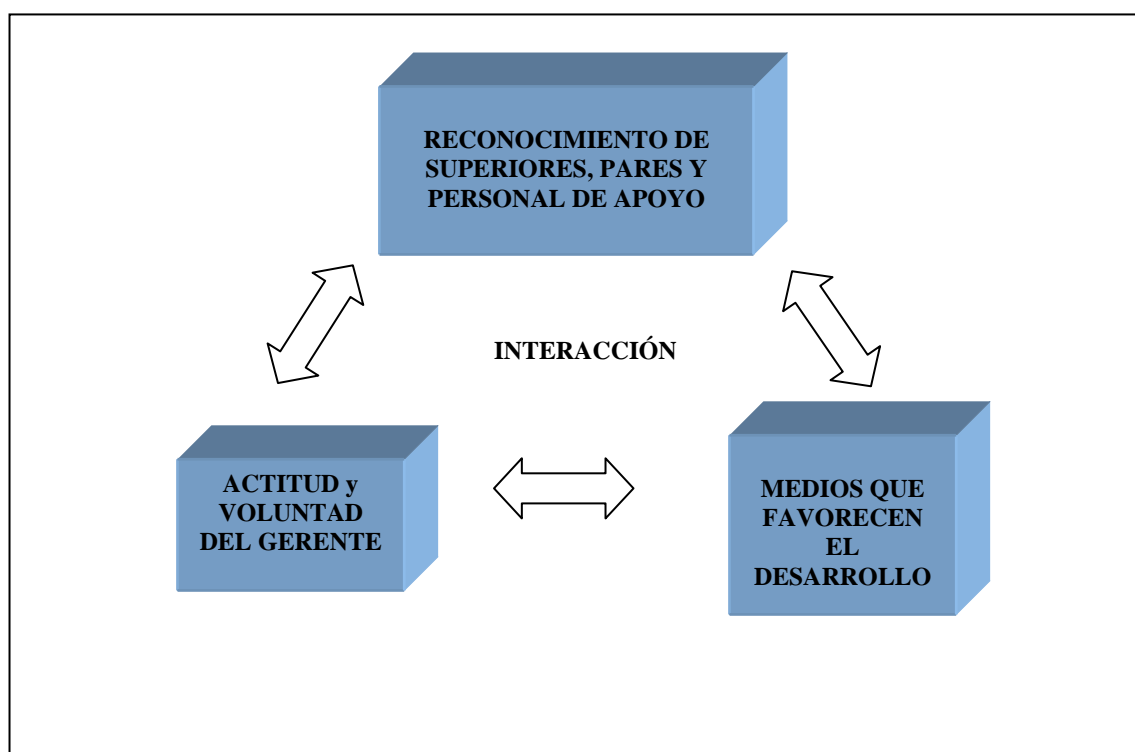 RECONOCIMIENTO DE
SUPERIORES, PARES Y
PERSONAL DE APOYO
INTERACCIÓN
ACTITUD y
VOLUNTAD
DEL GERENTE
MEDIOS QUE
FAVORECEN
EL
DESARROLLO